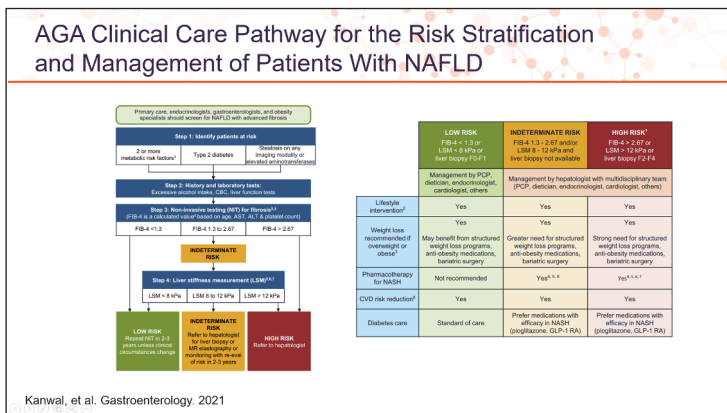 AGA Clinical Care Pathway for the Risk Stratification
and Management of Patients With NAFLD
Primary care, endocrinologists, gastroenterologists, and obesity
specialists should screen for NAFLD with advanced fibrosis
Step 1: Identify patients at risk
2 or more
metabolic risk factors¹
Type 2 diabetes
Steatosis on any
imaging modality or
elevated aminotransferases
Step 2: History and laboratory tests:
Excessive alcohol intake, CBC, liver function tests
Step 3: Non-invasive testing (NIT) for fibrosis
(FIB-4 is a calculated value based on age, AST, ALT & platelet count)
FIB-4 <1.3
FIB-4 1.3 to 2.67
FIB-4 > 2.67
INDETERMINATE
RISK
Step 4: Liver stiffness measurement (LSM)
LSM < 8 kPa
LSM 8 to 12 kPa
LSM > 12 kPa
LOW RISK
Repeat NIT in 2-3
years unless clinical
circumstances change
INDETERMINATE
RISK
Refer to hepatologist
for liver biopsy or
MR elastography or
monitoring with re-eval
of risk in 2-3 years
HIGH RISK
Refer to hepatologist
LOW RISK
FIB-4 < 1.3 or
LSM < 8 kPa or
liver biopsy F0-F1
INDETERMINATE RISK
FIB-4 1.3 - 2.67 and/or
LSM 8 - 12 kPa and
liver biopsy not available
HIGH RISK¹
FIB-4 > 2.67 or
LSM > 12 kPa or
liver biopsy F2-F4
Management by PCP,
dietician, endocrinologist,
cardiologist, others
Management by hepatologist with multidisciplinary team
(PCP, dietician, endocrinologist, cardiologist, others)
Lifestyle
intervention²
Yes
Yes
Yes
Weight loss
recommended if
overweight or
obese³
Yes
May benefit from structured
weight loss programs,
anti-obesity medications,
bariatric surgery
Yes
Greater need for structured
weight loss programs,
anti-obesity medications,
bariatric surgery
Yes
Strong need for structured
weight loss programs,
anti-obesity medications,
bariatric surgery
Pharmacotherapy
for NASH
Not recommended
Yes⁴, ⁵, ⁶
Yes⁴, ⁵, ⁶, ⁷
CVD risk reduction⁸
Yes
Yes
Yes
Diabetes care
Standard of care
Prefer medications with
efficacy in NASH
(pioglitazone, GLP-1 RA)
Prefer medications with
efficacy in NASH
(pioglitazone, GLP-1 RA)
Kanwal, et al. Gastroenterology. 2021